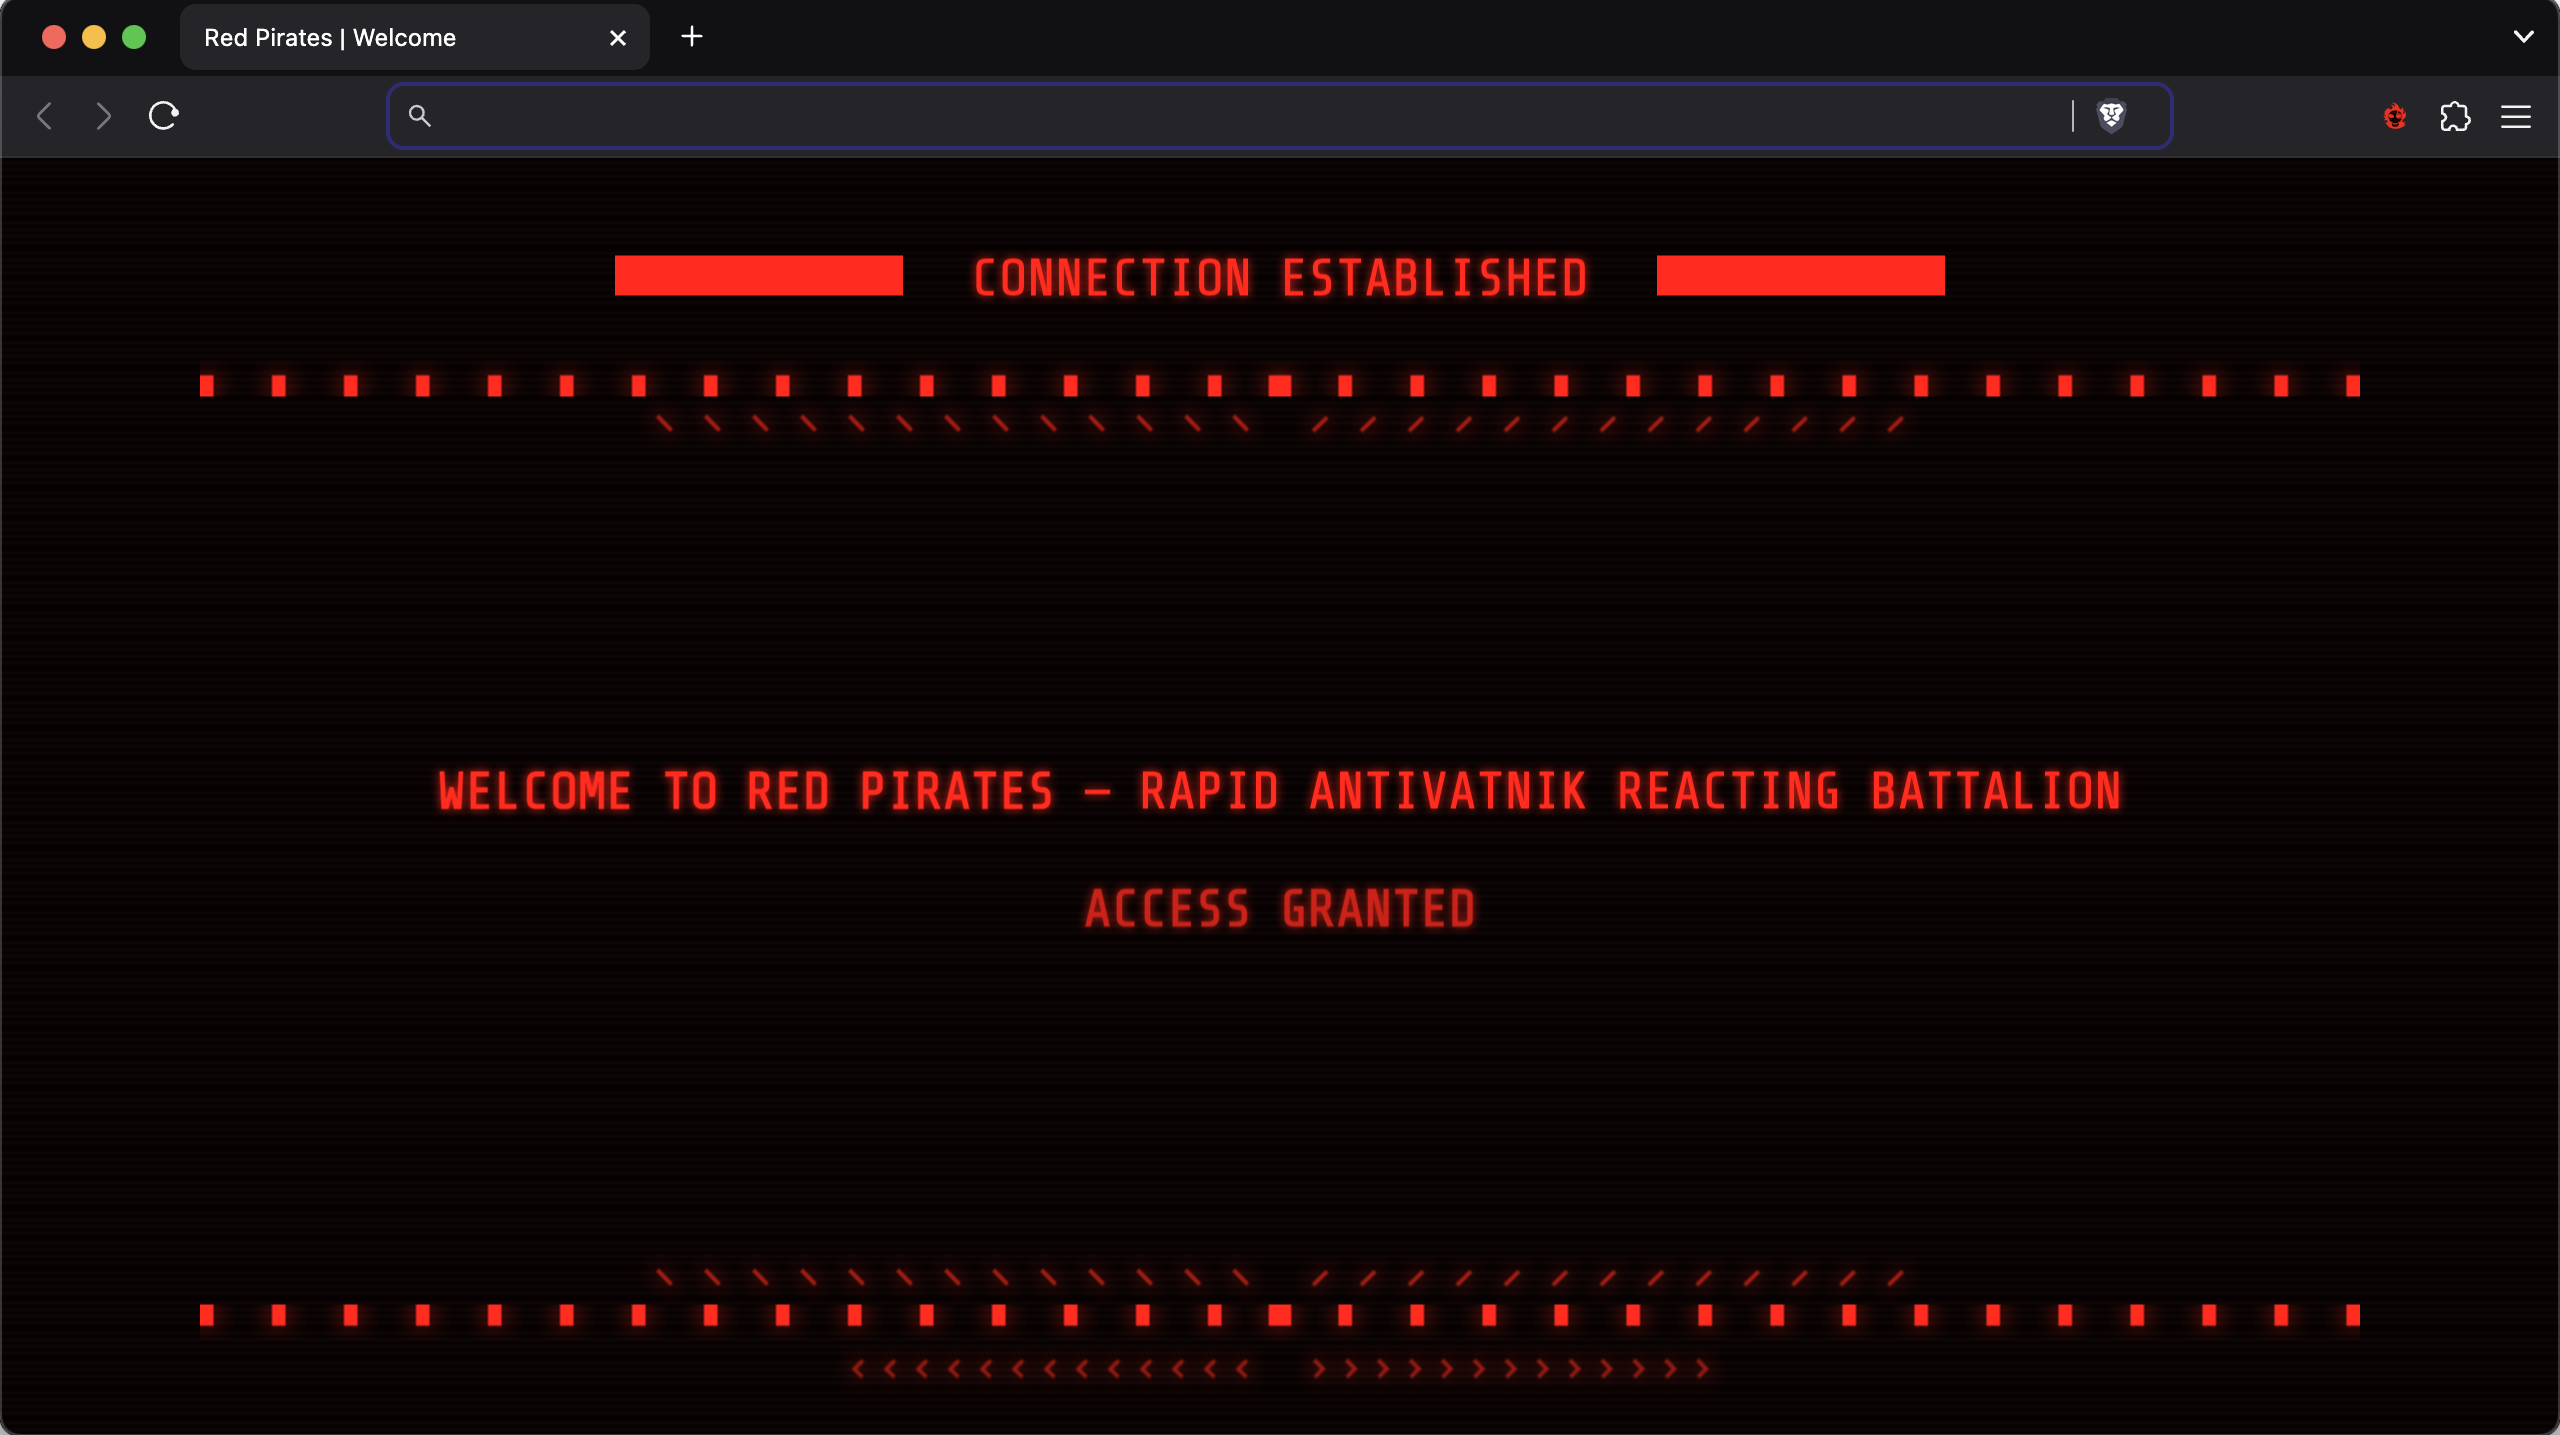 Red Pirates | Welcome
CONNECTION ESTABLISHED
\ \ \ \ \ \ \ \ \ \ \ \ \ / / / / / / / / / / / / /
WELCOME TO RED PIRATES — RAPID ANTIVATNIK REACTING BATTALION
ACCESS GRANTED
\ \ \ \ \ \ \ \ \ \ \ \ \ / / / / / / / / / / / / /
< < < < < < < < < < < < < > > > > > > > > > > > > >